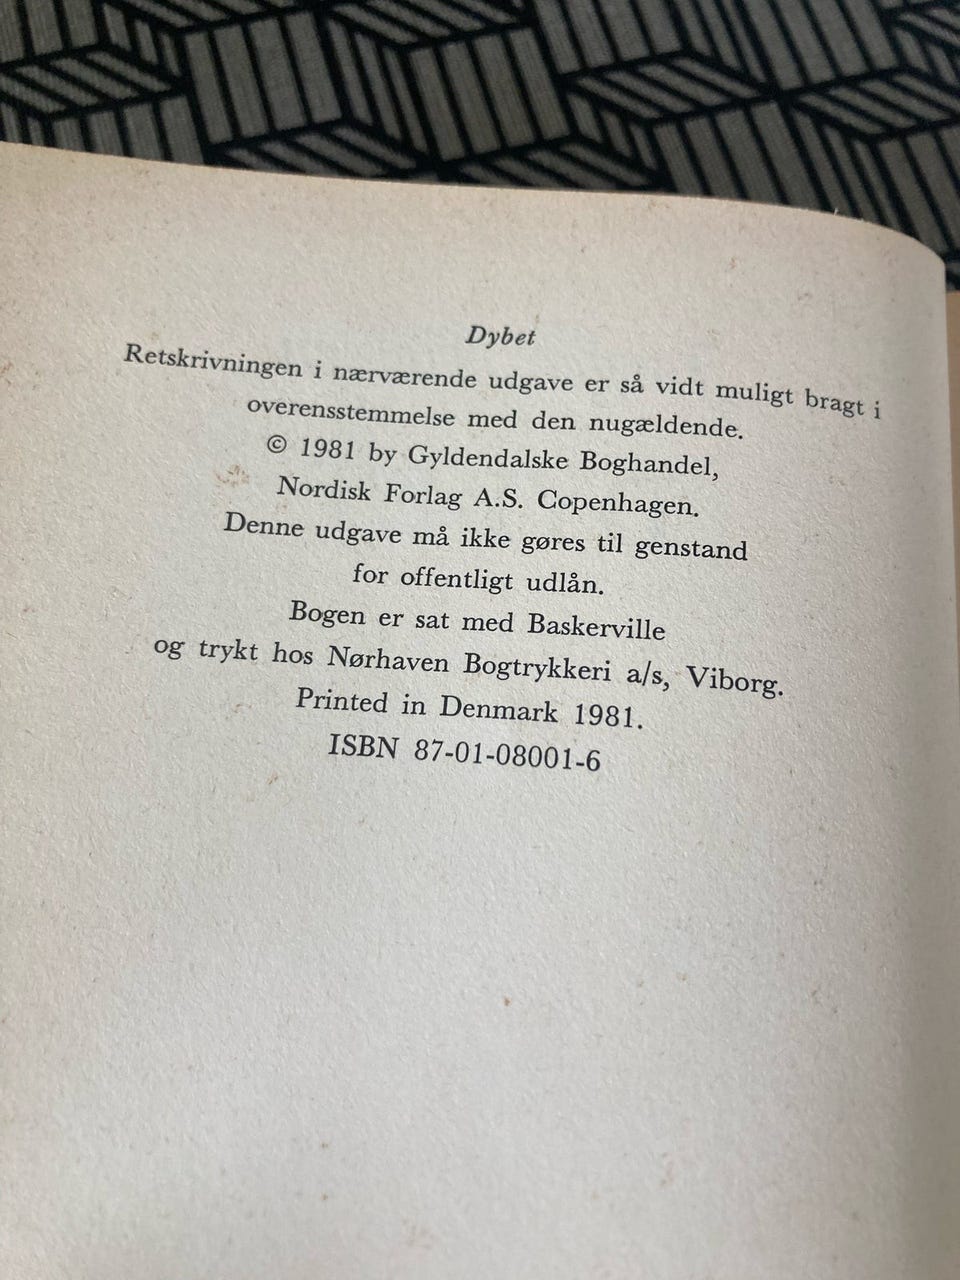 Dybet
Retskrivningen i nærværende udgave er så vidt muligt bragt i
overensstemmelse med den nugældende.
© 1981 by Gyldendalske Boghandel,
Nordisk Forlag A.S. Copenhagen.
Denne udgave må ikke gøres til genstand
for offentligt udlån.
Bogen er sat med Baskerville
og trykt hos Nørhaven Bogtrykkeri a/s, Viborg.
Printed in Denmark 1981.
ISBN 87-01-08001-6